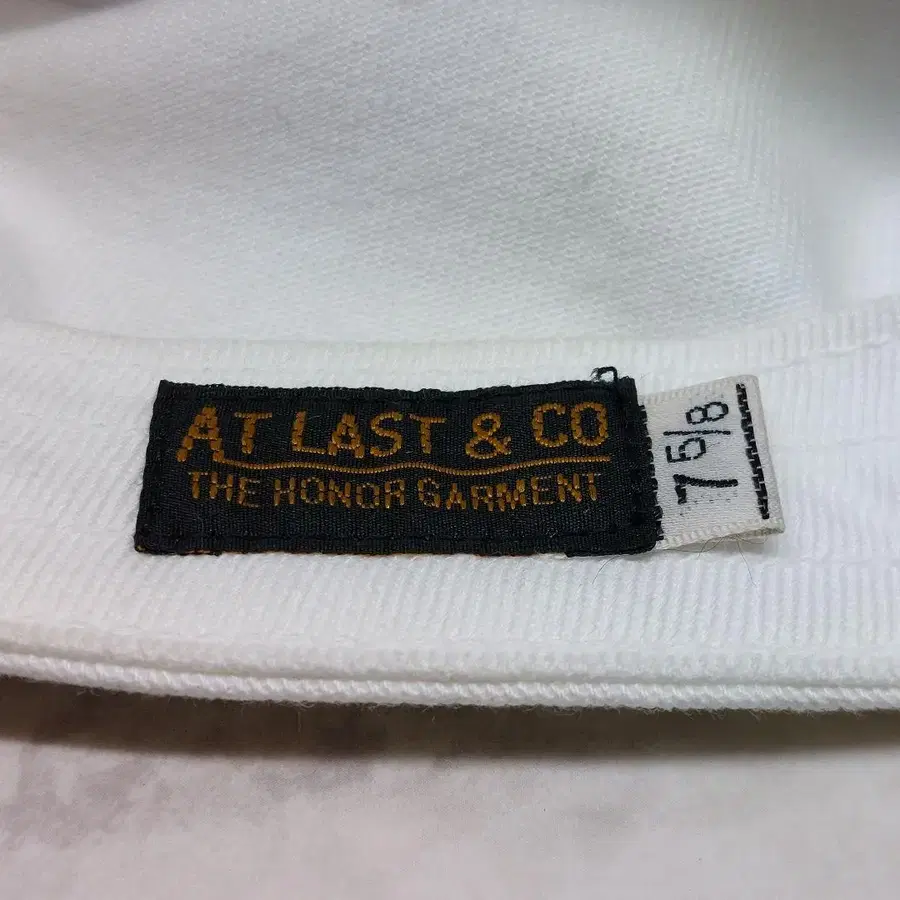 AT LAST & CO
THE HONOR GARMENT
7 5/8